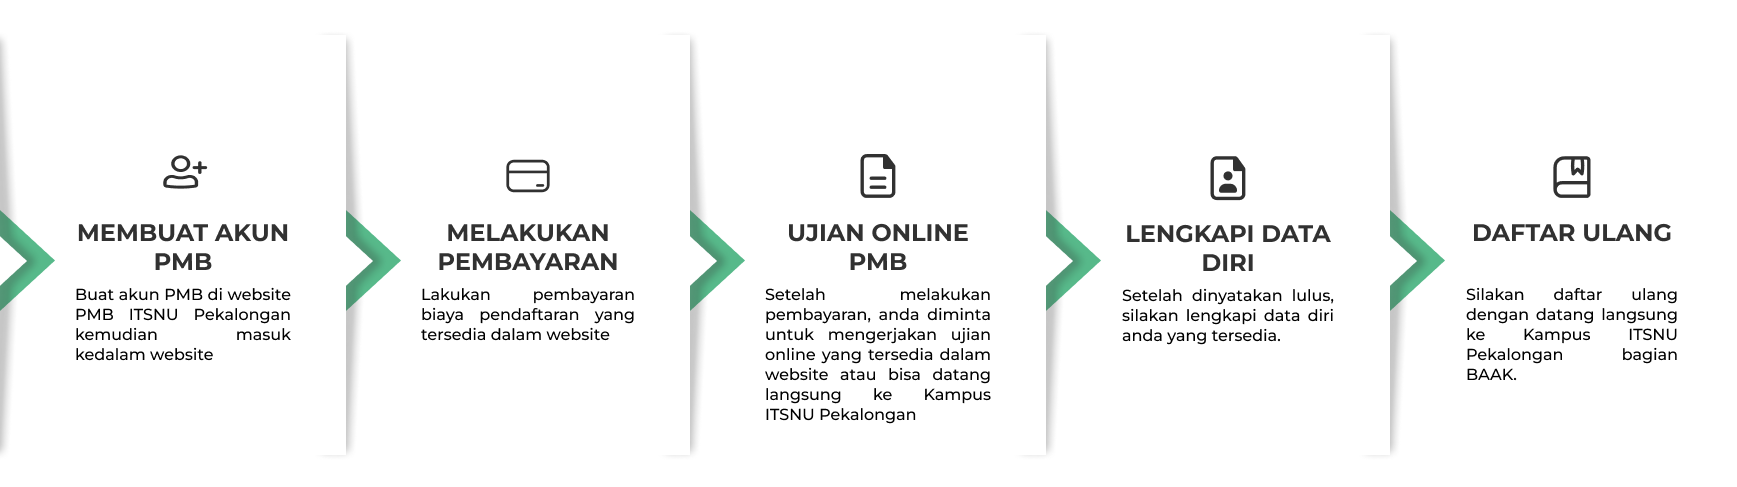 MEMBUAT AKUN
PMB
Buat akun PMB di website
PMB ITSNU Pekalongan
kemudian masuk
kedalam website
MELAKUKAN
PEMBAYARAN
Lakukan pembayaran
biaya pendaftaran yang
tersedia dalam website
UJIAN ONLINE
PMB
Setelah melakukan
pembayaran, anda diminta
untuk mengerjakan ujian
online yang tersedia dalam
website atau bisa datang
langsung ke Kampus
ITSNU Pekalongan
LENGKAPI DATA
DIRI
Setelah dinyatakan lulus,
silakan lengkapi data diri
anda yang tersedia.
DAFTAR ULANG
Silakan daftar ulang
dengan datang langsung
ke Kampus ITSNU
Pekalongan bagian
BAAK.